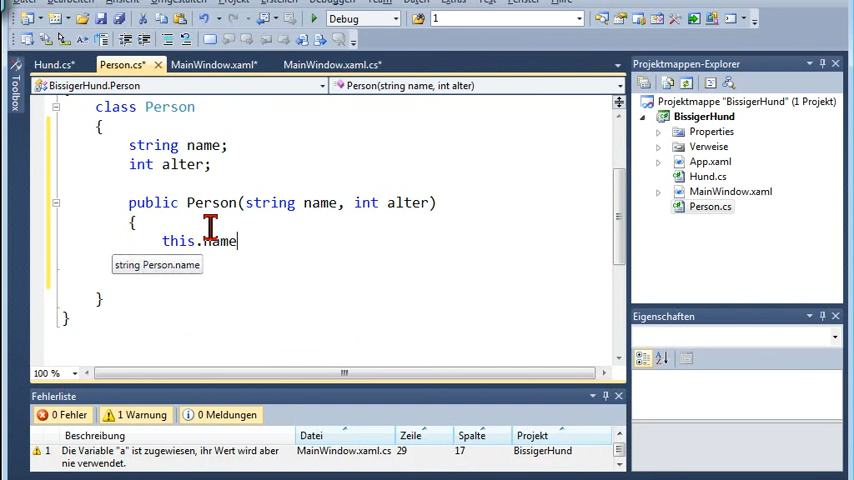 Debug
1
Hund.cs*
Person.cs*
MainWindow.xaml*
MainWindow.xaml.cs*
BissigerHund.Person
Person(string name, int alter)
Toolbox
class Person
{
string name;
int alter;
public Person(string name, int alter)
{
this.name
string Person.name
}
}
100 %
Projektmappen-Explorer
Projektmappe "BissigerHund" (1 Projekt)
BissigerHund
Properties
Verweise
App.xaml
Hund.cs
MainWindow.xaml
Person.cs
Eigenschaften
Fehlerliste
0 Fehler
1 Warnung
0 Meldungen
Beschreibung
Datei
Zeile
Spalte
Projekt
1
Die Variable "a" ist zugewiesen, ihr Wert wird aber
nie verwendet.
MainWindow.xaml.cs
29
17
BissigerHund